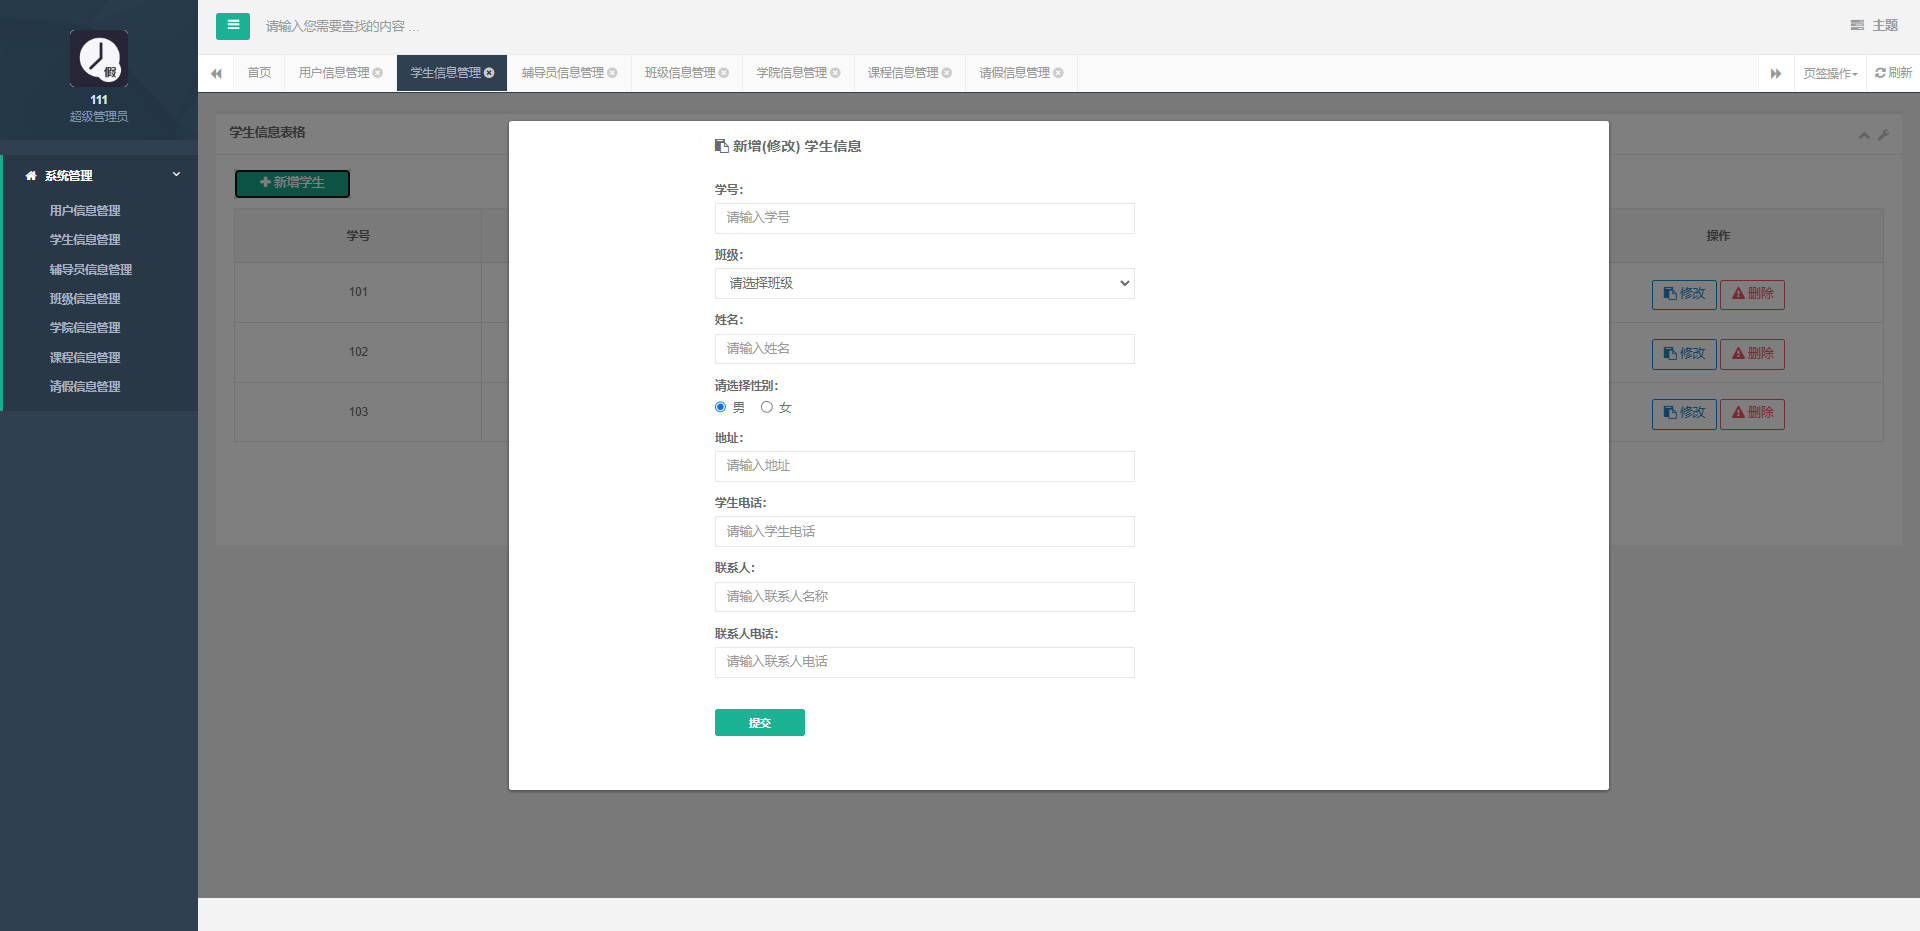 假
111
超级管理员
系统管理
用户信息管理
学生信息管理
辅导员信息管理
班级信息管理
学院信息管理
课程信息管理
请假信息管理
请输入您需要查找的内容 ...
主题
首页 用户信息管理 学生信息管理 辅导员信息管理 班级信息管理 学院信息管理 课程信息管理 请假信息管理 页签操作 刷新
学生信息表格
新增学生
学号 操作
101 修改 删除
102 修改 删除
103 修改 删除
新增(修改) 学生信息
学号：
请输入学号
班级：
请选择班级
姓名：
请输入姓名
请选择性别：
男 女
地址：
请输入地址
学生电话：
请输入学生电话
联系人：
请输入联系人名称
联系人电话：
请输入联系人电话
提交